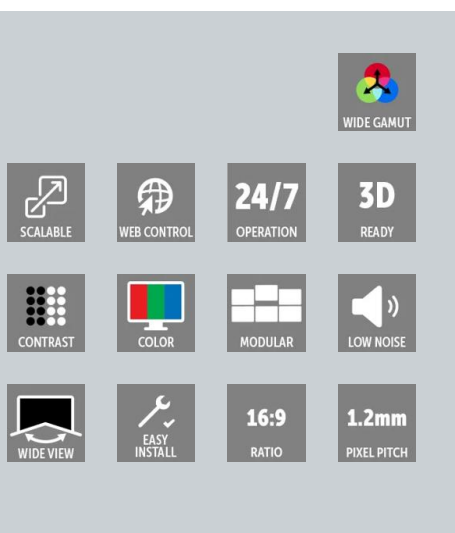 WIDE GAMUT
SCALABLE
WEB CONTROL
24/7
OPERATION
3D
READY
CONTRAST
COLOR
MODULAR
LOW NOISE
WIDE VIEW
EASY
INSTALL
16:9
RATIO
1.2mm
PIXEL PITCH